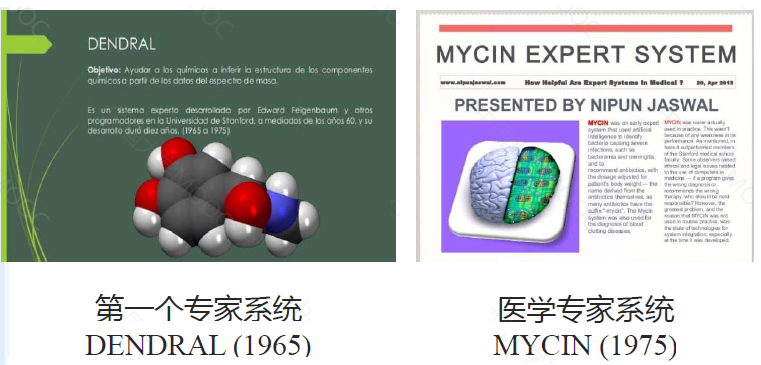 DENDRAL
Objetivo: Ayudar a los químicos a inferir la estructura de los componentes
químicos a partir de los datos del espectro de masa.
Es un sistema experto desarrollado por Edward Feigenbaum y otros
programadores en la Universidad de Stanford, a mediados de los años 60, y su
desarrollo duró diez años. (1965 a 1975)
MYCIN EXPERT SYSTEM
www.nipunjaswal.com How Helpful Are Expert Systems In Medical ? 20, Apr 2012
PRESENTED BY NIPUN JASWAL
MYCIN was an early expert
system that used artificial
intelligence to identify
bacteria causing severe
infections, such as
bacteremia and meningitis,
and to
recommend antibiotics, with
the dosage adjusted for
patient's body weight — the
name derived from the
antibiotics themselves, as
many antibiotics have the
suffix "-mycin". The Mycin
system was also used for
the diagnosis of blood
clotting diseases.
MYCIN was never actually
used in practice. This wasn't
because of any weakness in its
performance. As mentioned, in
tests it outperformed members
of the Stanford medical school
faculty. Some observers raised
ethical and legal issues related
to the use of computers in
medicine — if a program gives
the wrong diagnosis or
recommends the wrong
therapy, who should be held
responsible? However, the
greatest problem, and the
reason that MYCIN was not
used in routine practice, was
the state of technologies for
system integration, especially
at the time it was developed.
第一个专家系统
DENDRAL (1965)
医学专家系统
MYCIN (1975)